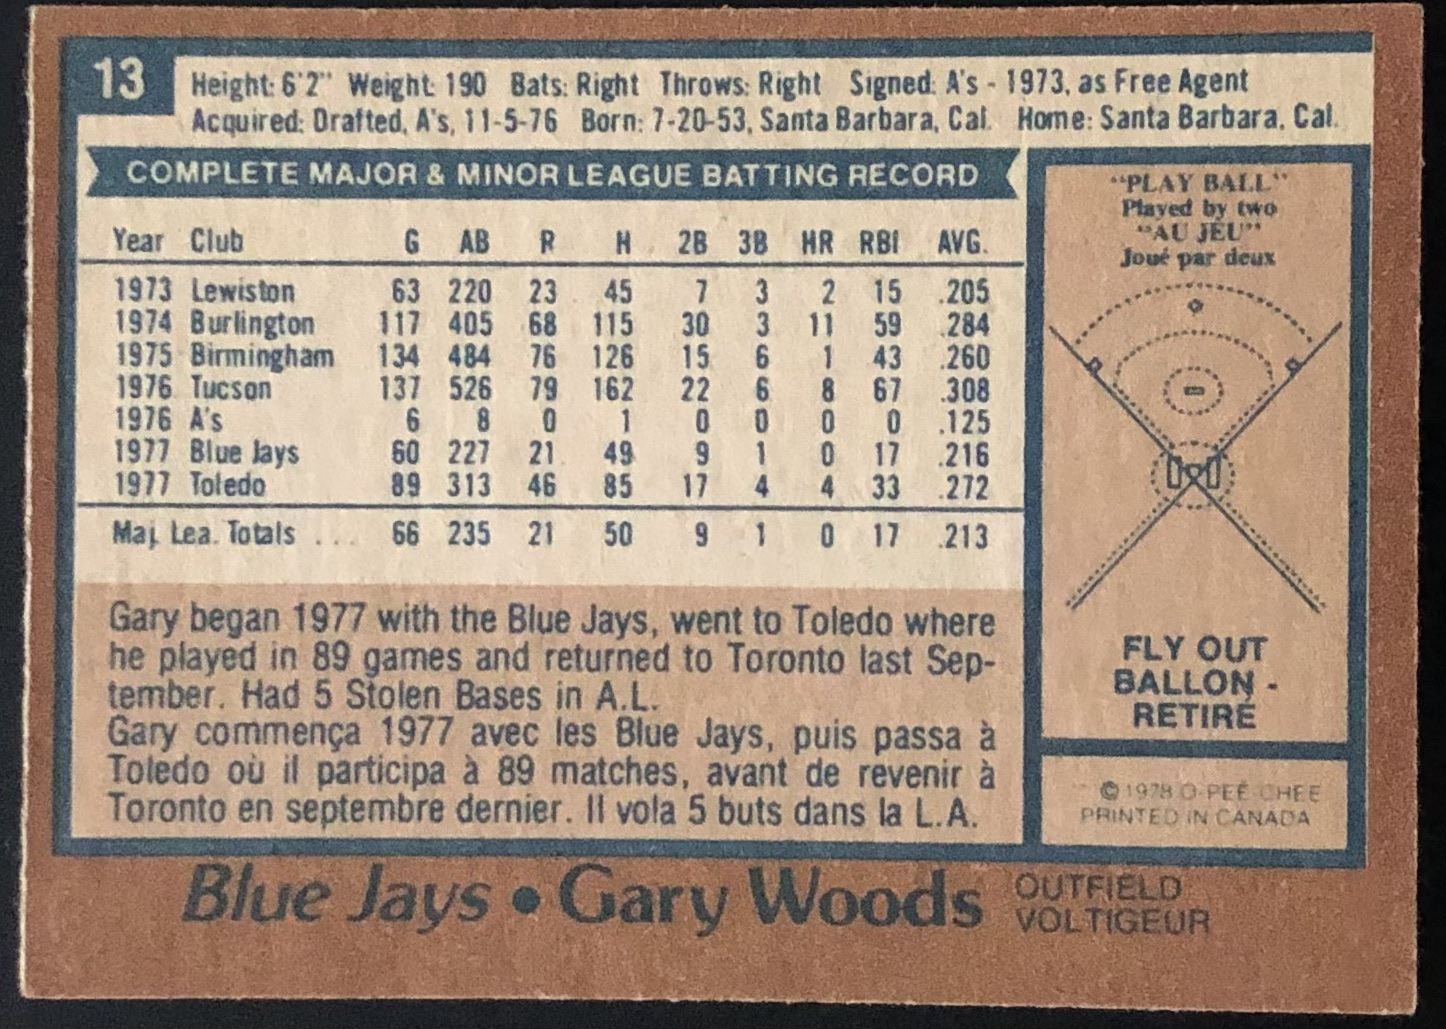 13
Height: 6'2" Weight: 190 Bats: Right Throws: Right Signed: A's - 1973, as Free Agent
Acquired: Drafted, A's, 11-5-76 Born: 7-20-53, Santa Barbara, Cal. Home: Santa Barbara, Cal.
COMPLETE MAJOR & MINOR LEAGUE BATTING RECORD
Year Club G AB R H 2B 3B HR RBI AVG.
1973 Lewiston 63 220 23 45 7 3 2 15 .205
1974 Burlington 117 405 68 115 30 3 11 59 .284
1975 Birmingham 134 484 76 126 15 6 1 43 .260
1976 Tucson 137 526 79 162 22 6 8 67 .308
1976 A's 6 8 0 1 0 0 0 0 .125
1977 Blue Jays 60 227 21 49 9 1 0 17 .216
1977 Toledo 89 313 46 85 17 4 4 33 .272
Maj. Lea. Totals . . . 66 235 21 50 9 1 0 17 .213
Gary began 1977 with the Blue Jays, went to Toledo where
he played in 89 games and returned to Toronto last Sep-
tember. Had 5 Stolen Bases in A.L.
Gary commença 1977 avec les Blue Jays, puis passa à
Toledo où il participa à 89 matches, avant de revenir à
Toronto en septembre dernier. Il vola 5 buts dans la L.A.
"PLAY BALL"
Played by two
"AU JEU"
Joué par deux
FLY OUT
BALLON -
RETIRÉ
© 1978 O-PEE-CHEE
PRINTED IN CANADA
Blue Jays • Gary Woods
OUTFIELD
VOLTIGEUR